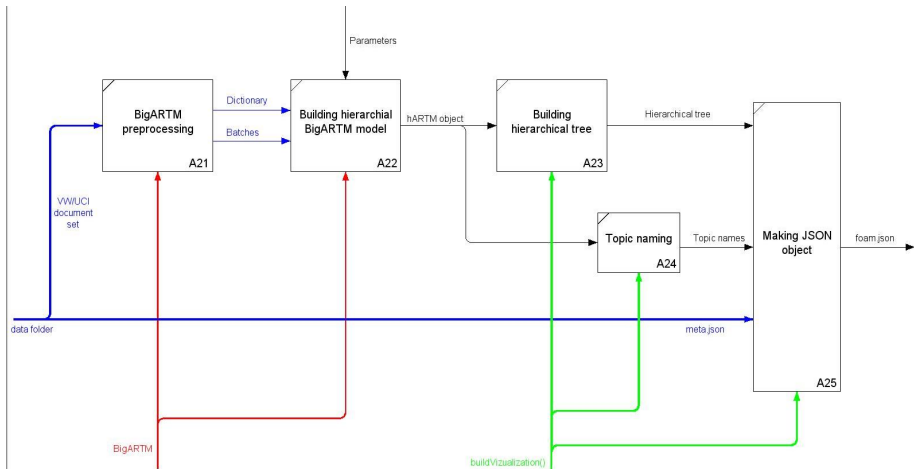 Parameters
BigARTM
preprocessing
A21
Dictionary
Batches
Building hierarchial
BigARTM model
A22
hARTM object
Building
hierarchical tree
A23
Hierarchical tree
VW/UCI
document
set
Topic naming
A24
Topic names
Making JSON
object
A25
foam.json
data folder
meta.json
BigARTM
buildVizualization()